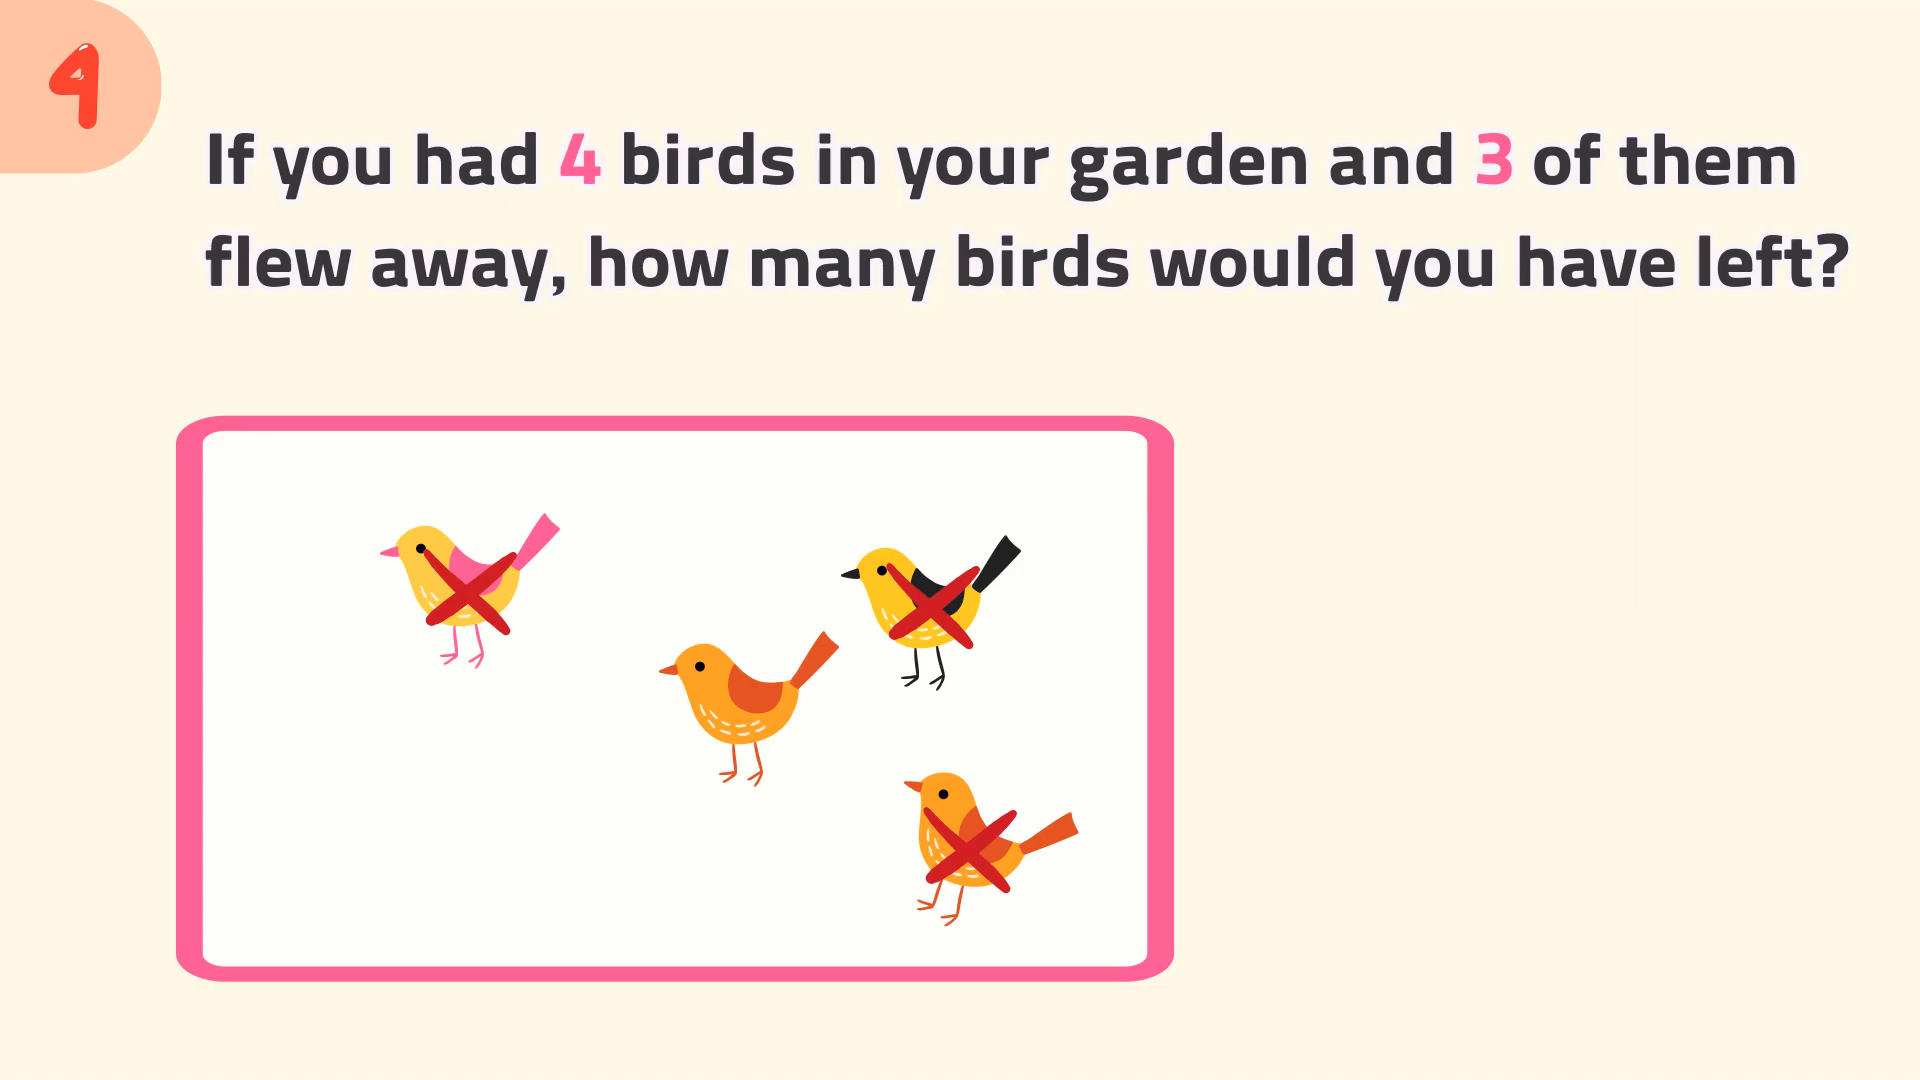 4
If you had 4 birds in your garden and 3 of them
flew away, how many birds would you have left?